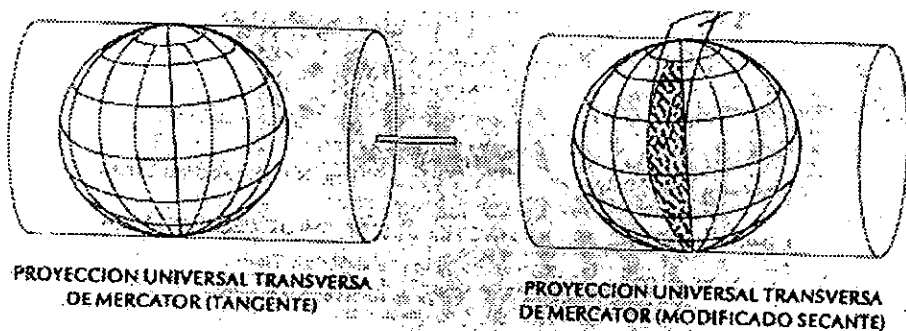 PROYECCION UNIVERSAL TRANSVERSA
DE MERCATOR (TANGENTE)
PROYECCION UNIVERSAL TRANSVERSA
DE MERCATOR (MODIFICADO SECANTE)